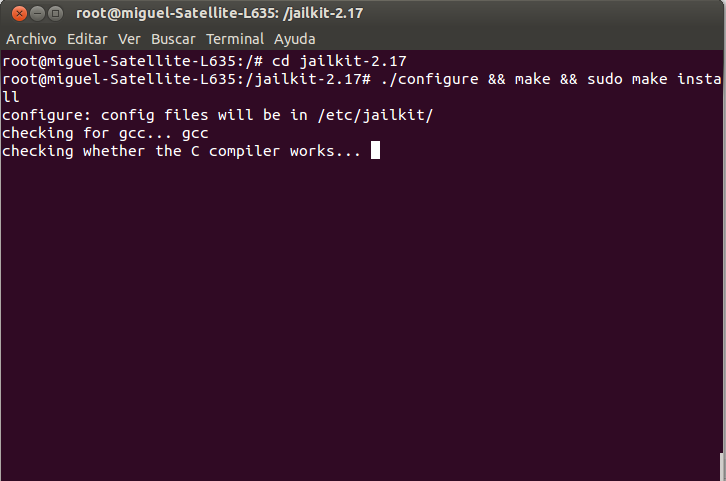 root@miguel-Satellite-L635: /jailkit-2.17
Archivo Editar Ver Buscar Terminal Ayuda
root@miguel-Satellite-L635:/# cd jailkit-2.17
root@miguel-Satellite-L635:/jailkit-2.17# ./configure && make && sudo make insta
ll
configure: config files will be in /etc/jailkit/
checking for gcc... gcc
checking whether the C compiler works...